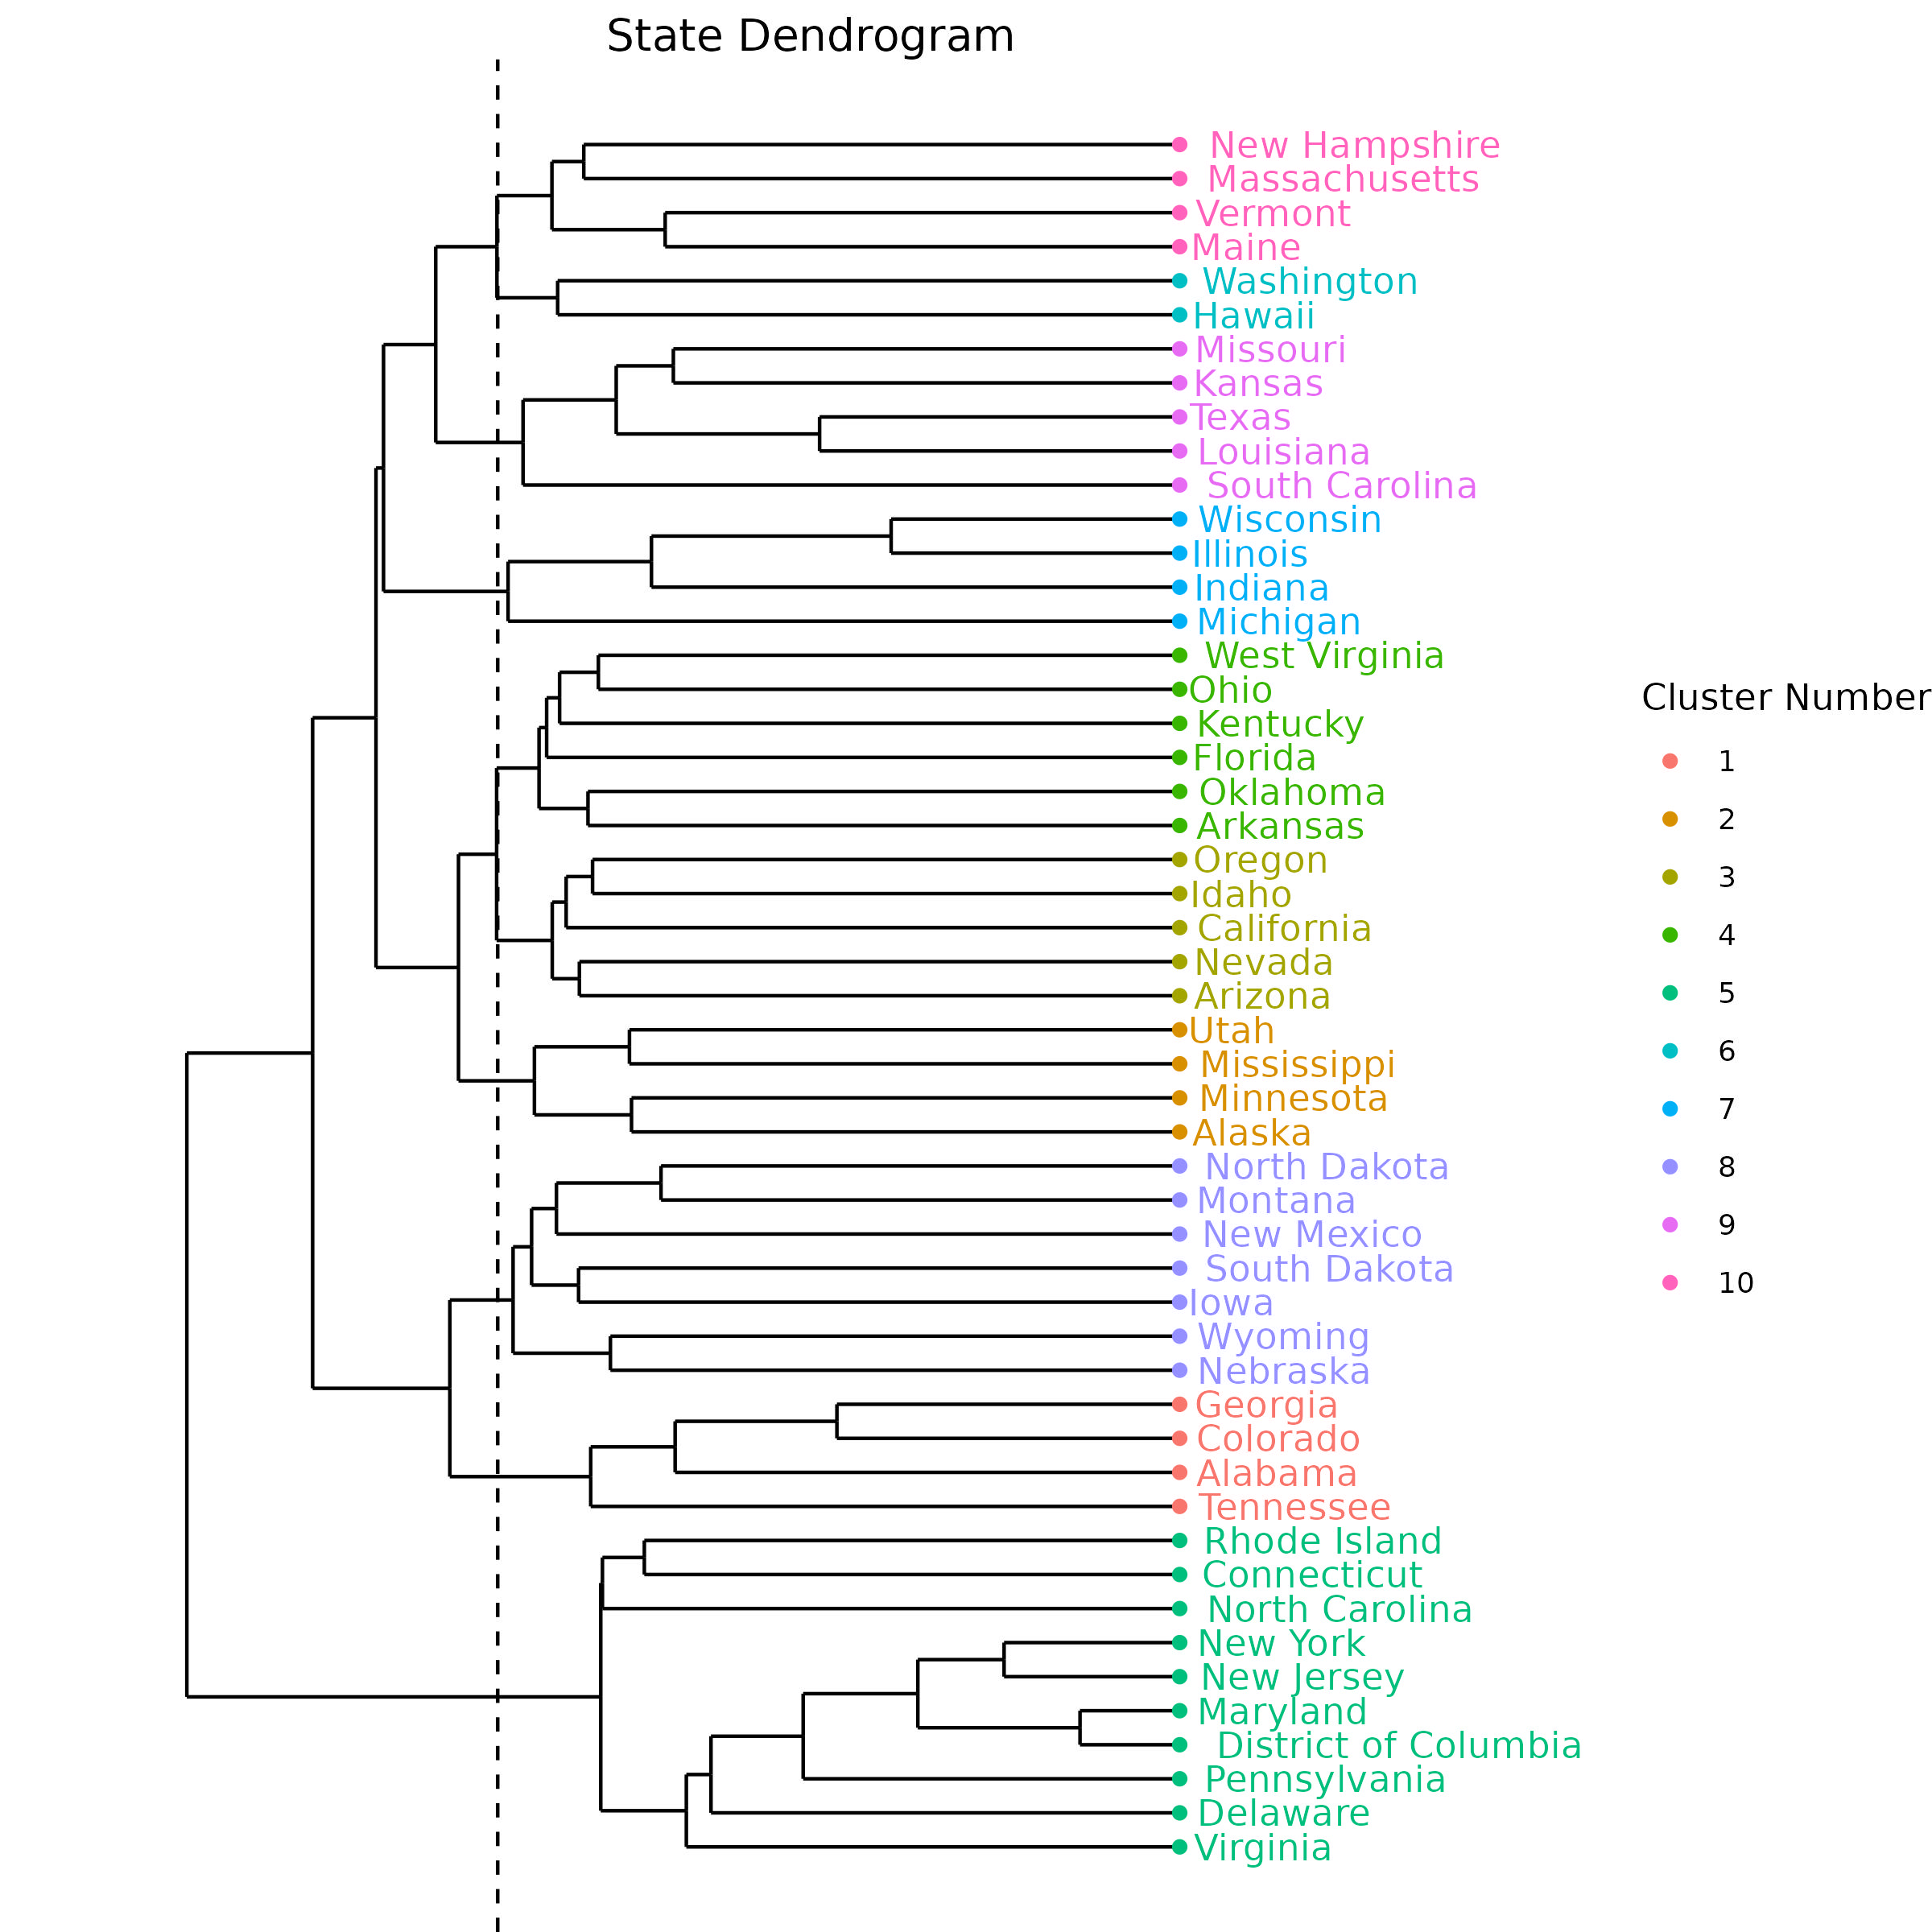 State Dendrogram
New Hampshire
Massachusetts
Vermont
Maine
Washington
Hawaii
Missouri
Kansas
Texas
Louisiana
South Carolina
Wisconsin
Illinois
Indiana
Michigan
West Virginia
Ohio
Kentucky
Florida
Oklahoma
Arkansas
Oregon
Idaho
California
Nevada
Arizona
Utah
Mississippi
Minnesota
Alaska
North Dakota
Montana
New Mexico
South Dakota
Iowa
Wyoming
Nebraska
Georgia
Colorado
Alabama
Tennessee
Rhode Island
Connecticut
North Carolina
New York
New Jersey
Maryland
District of Columbia
Pennsylvania
Delaware
Virginia
Cluster Number
1
2
3
4
5
6
7
8
9
10